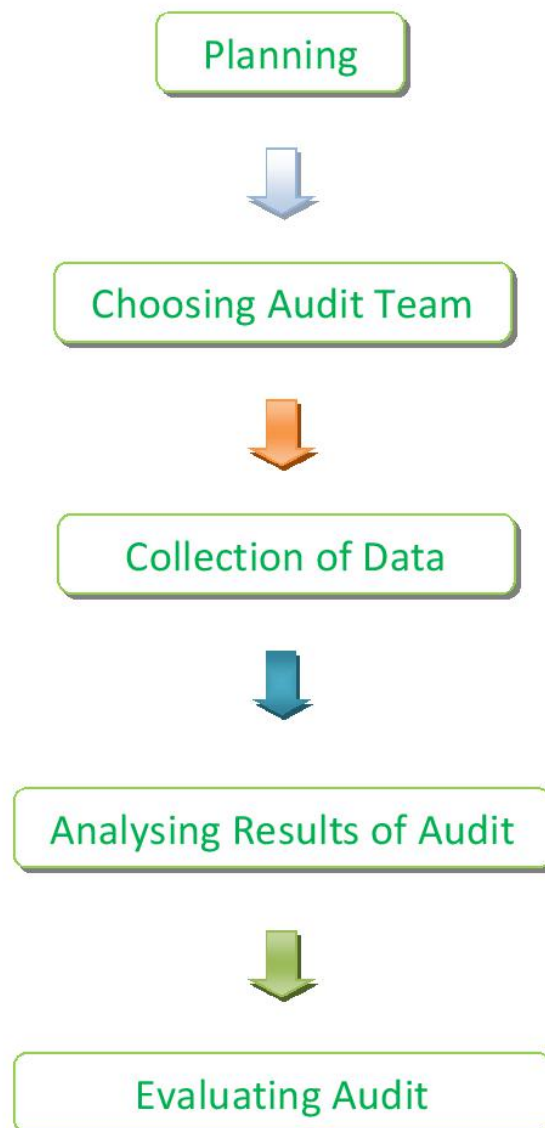 Planning
Choosing Audit Team
Collection of Data
Analysing Results of Audit
Evaluating Audit